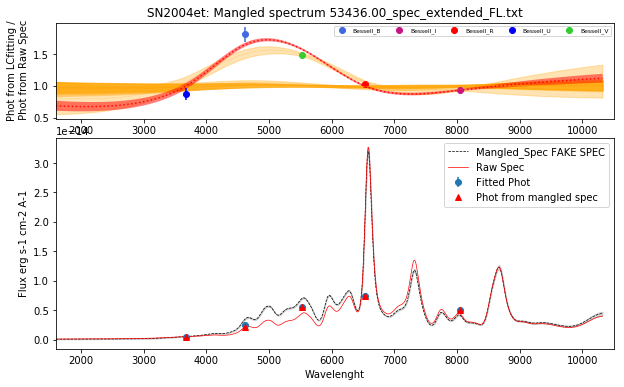 SN2004et: Mangled spectrum 53436.00_spec_extended_FL.txt
Phot from LCfitting /
Phot from Raw Spec
1.5
1.0
0.5
Bessell_B
Bessell_I
Bessell_R
Bessell_U
Bessell_V
2000 3000 4000 5000 6000 7000 8000 9000 10000
1e−14
Flux erg s-1 cm-2 A-1
3.0
2.5
2.0
1.5
1.0
0.5
0.0
Mangled_Spec FAKE SPEC
Raw Spec
Fitted Phot
Phot from mangled spec
2000 3000 4000 5000 6000 7000 8000 9000 10000
Wavelenght